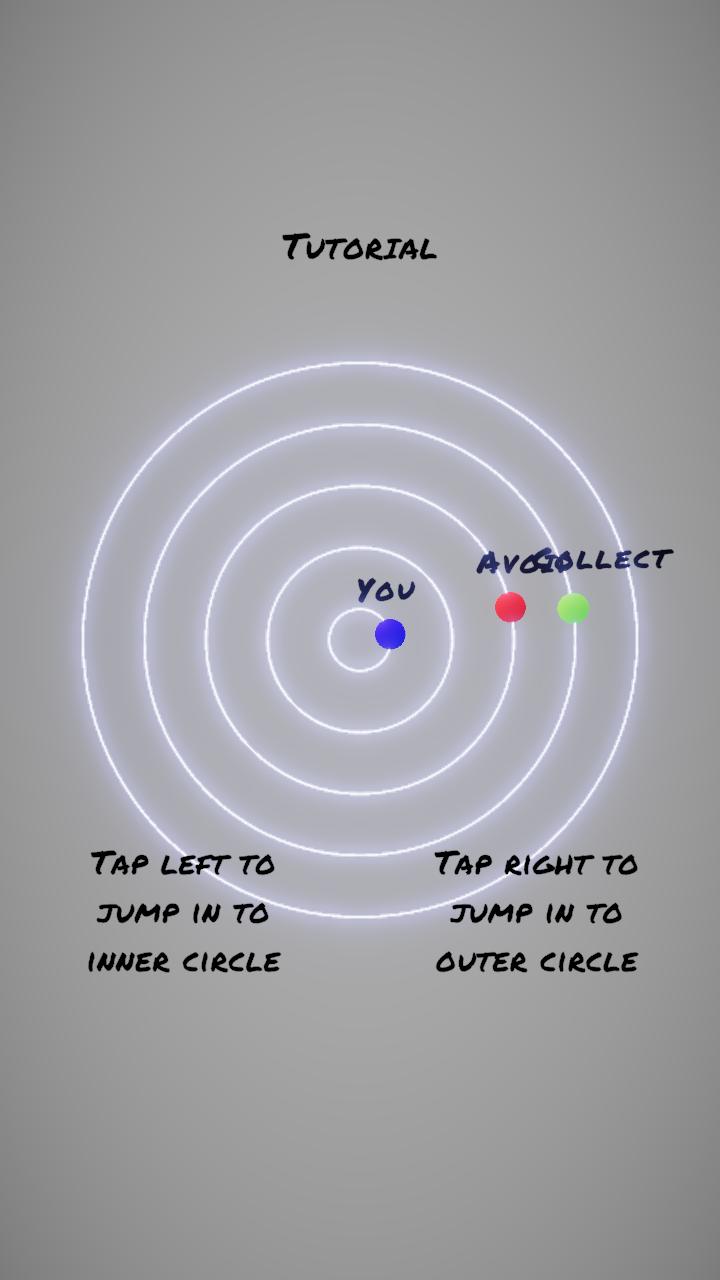 Tutorial
Avoid Collect
You
Tap left to
jump in to
inner circle
Tap right to
jump in to
outer circle